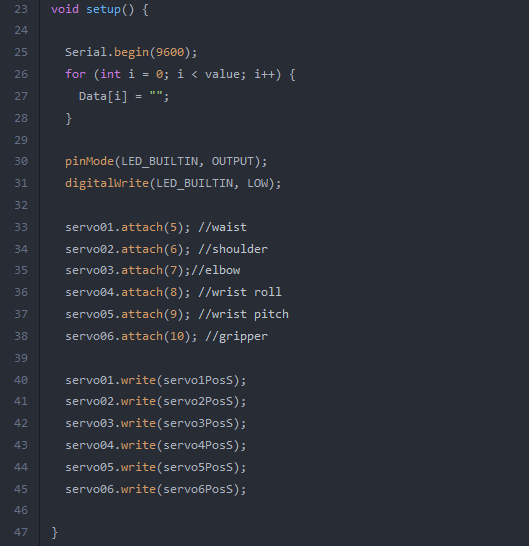 23 void setup() {
24
25   Serial.begin(9600);
26   for (int i = 0; i < value; i++) {
27     Data[i] = "";
28   }
29
30   pinMode(LED_BUILTIN, OUTPUT);
31   digitalWrite(LED_BUILTIN, LOW);
32
33   servo01.attach(5); //waist
34   servo02.attach(6); //shoulder
35   servo03.attach(7);//elbow
36   servo04.attach(8); //wrist roll
37   servo05.attach(9); //wrist pitch
38   servo06.attach(10); //gripper
39
40   servo01.write(servo1PosS);
41   servo02.write(servo2PosS);
42   servo03.write(servo3PosS);
43   servo04.write(servo4PosS);
44   servo05.write(servo5PosS);
45   servo06.write(servo6PosS);
46
47 }